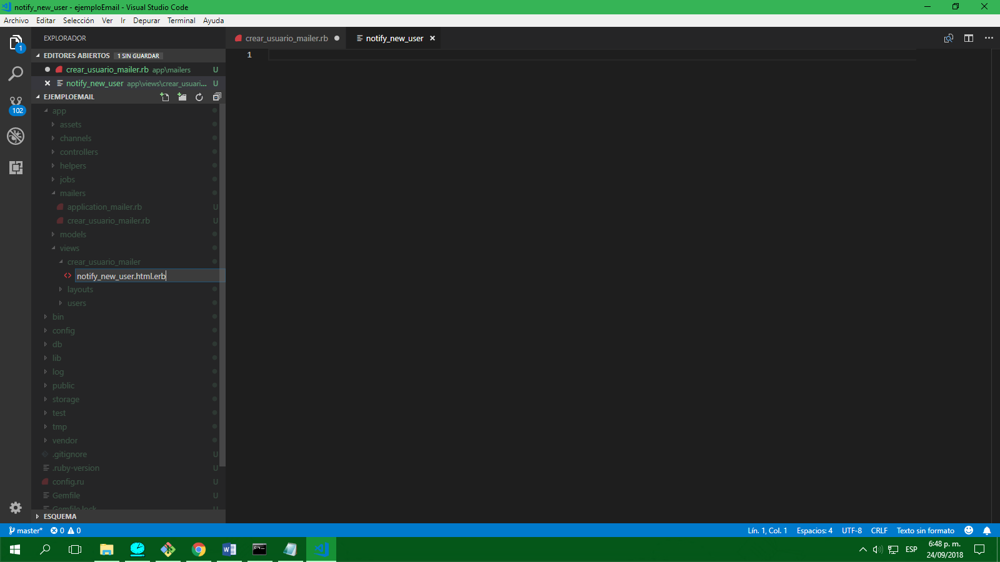 notify_new_user - ejemploEmail - Visual Studio Code
Archivo Editar Selección Ver Ir Depurar Terminal Ayuda
EXPLORADOR
1
crear_usuario_mailer.rb
notify_new_user
EDITORES ABIERTOS 1 SIN GUARDAR
crear_usuario_mailer.rb app\mailers U
notify_new_user app\views\crear_usuari... U
EJEMPLOEMAIL
102
app
assets
channels
controllers
helpers
jobs
mailers
application_mailer.rb U
crear_usuario_mailer.rb U
models
views
crear_usuario_mailer
notify_new_user.html.erb
layouts
users
bin
config
db
lib
log
public
storage
test
tmp
vendor
.gitignore U
.ruby-version U
config.ru U
Gemfile U
Gemfile.lock U
ESQUEMA
1
master* 0 0
Lín. 1, Col. 1 Espacios: 4 UTF-8 CRLF Texto sin formato
ESP
6:48 p. m.
24/09/2018